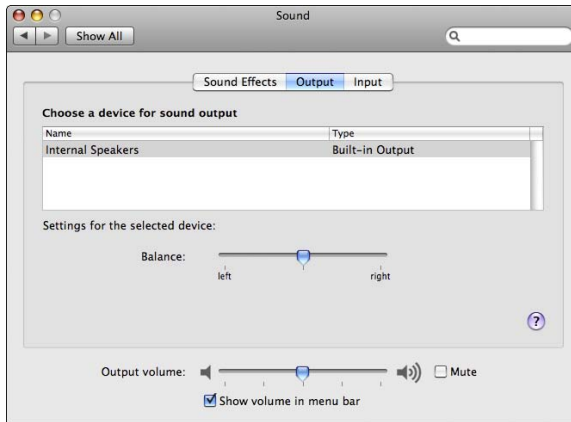 Sound
Show All
Sound Effects Output Input
Choose a device for sound output
Name Type
Internal Speakers Built-in Output
Settings for the selected device:
Balance:
left right
?
Output volume: Mute
Show volume in menu bar